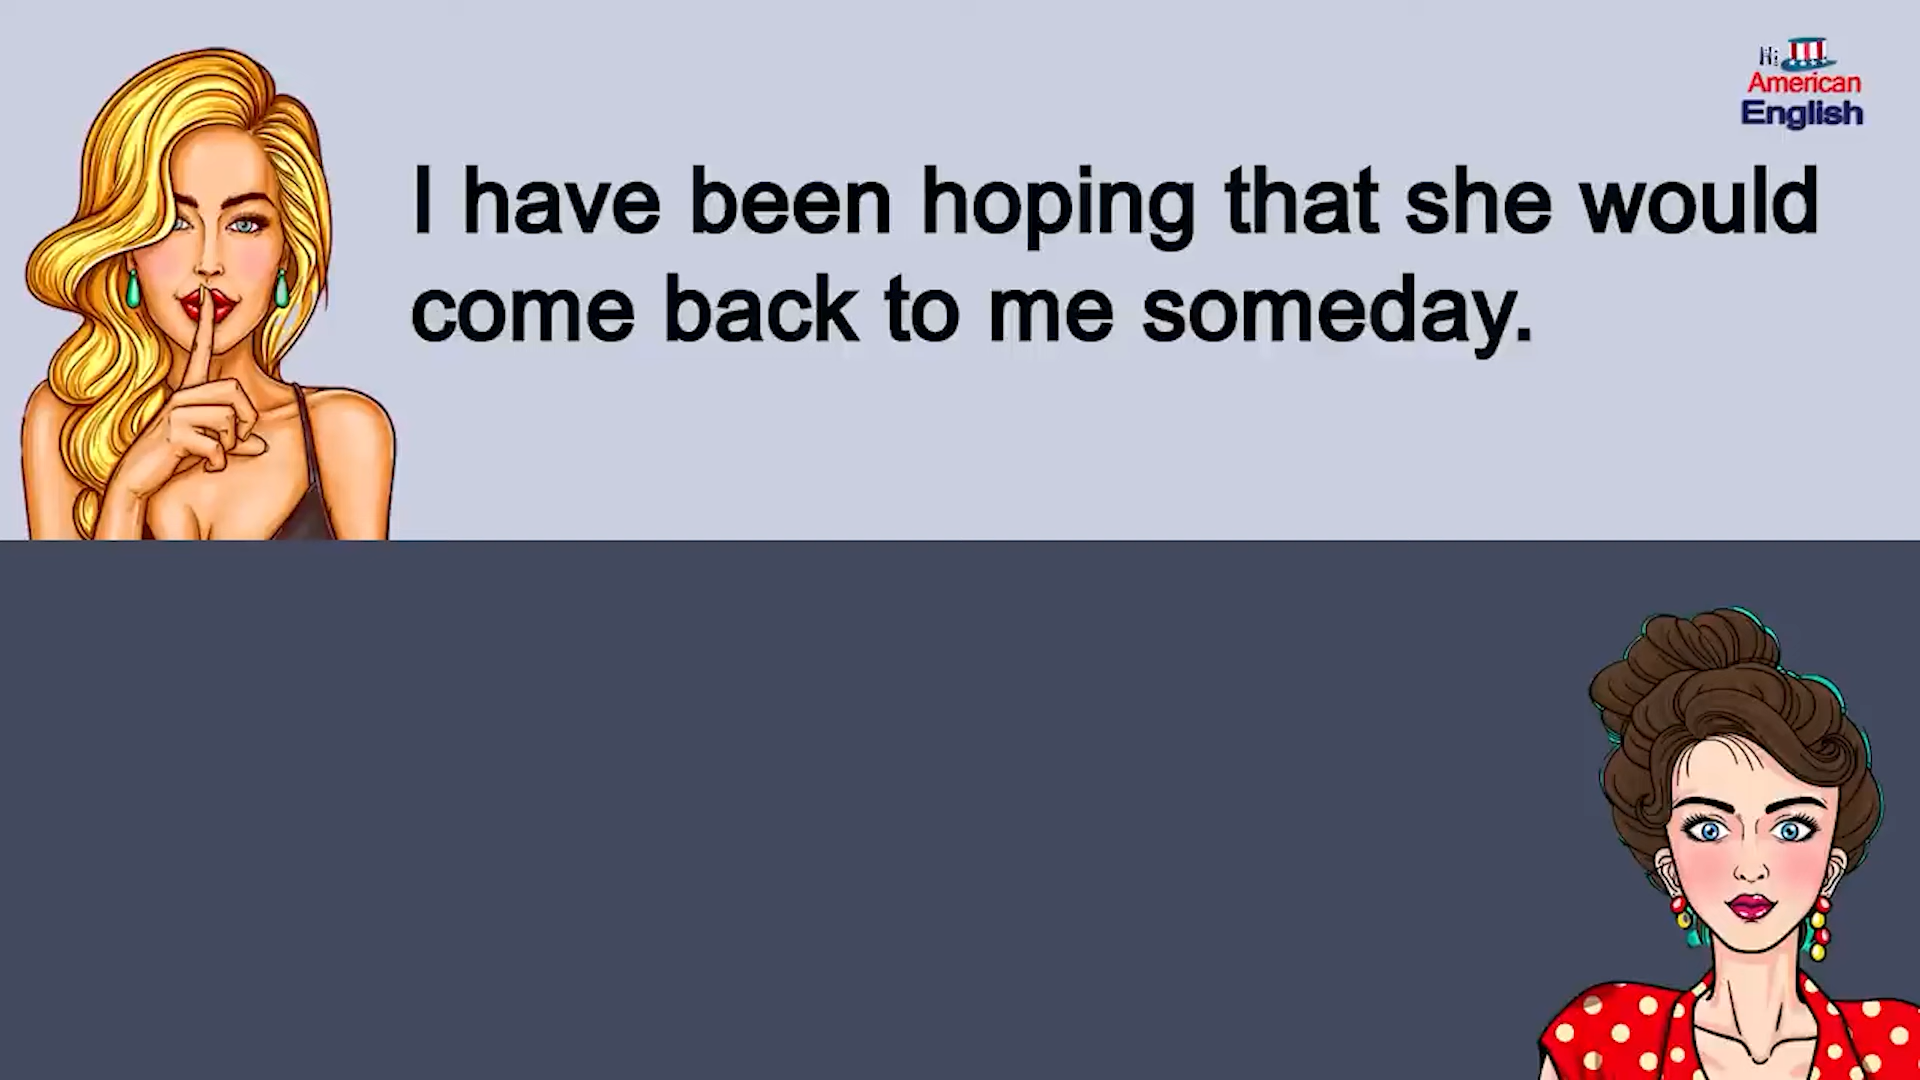 Hi
American
English
I have been hoping that she would
come back to me someday.